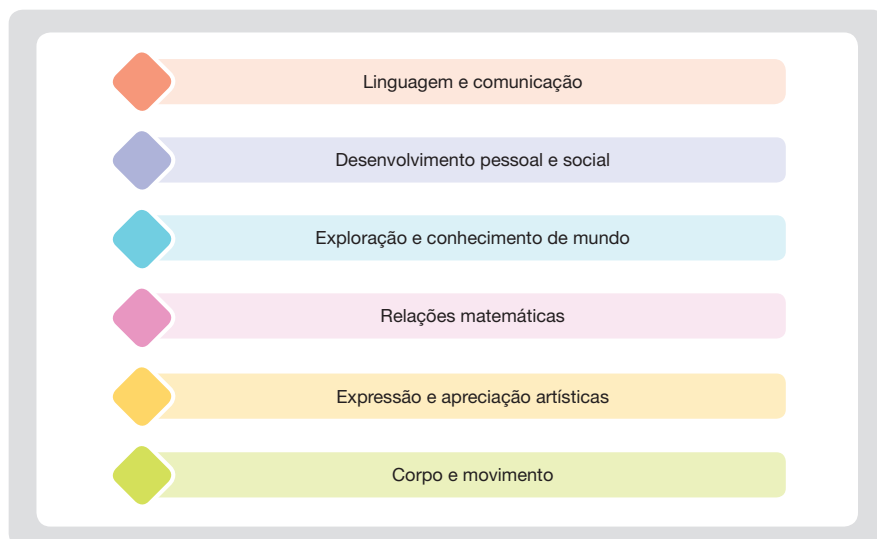 Linguagem e comunicação
Desenvolvimento pessoal e social
Exploração e conhecimento de mundo
Relações matemáticas
Expressão e apreciação artísticas
Corpo e movimento